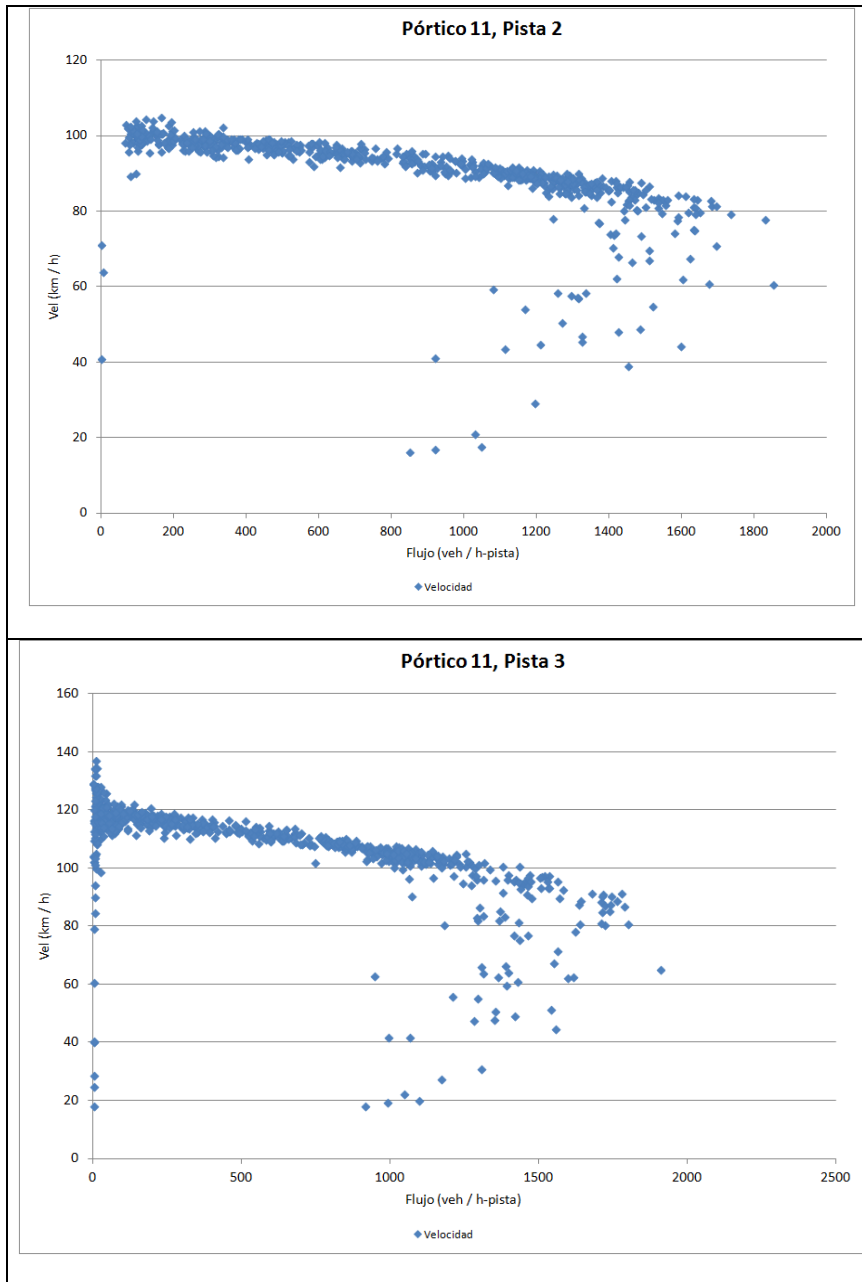 Pórtico 11, Pista 2
120
100
80
60
40
20
0
Vel (km / h)
0 200 400 600 800 1000 1200 1400 1600 1800 2000
Flujo (veh / h-pista)
Velocidad
Pórtico 11, Pista 3
160
140
120
100
80
60
40
20
0
Vel (km / h)
0 500 1000 1500 2000 2500
Flujo (veh / h-pista)
Velocidad